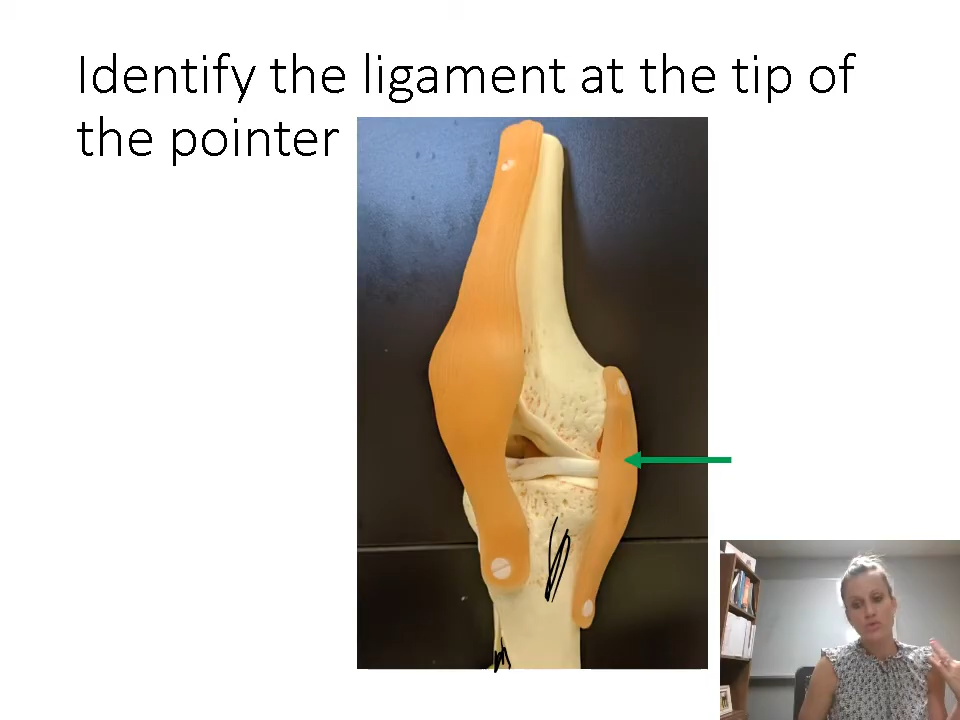 Identify the ligament at the tip of
the pointer